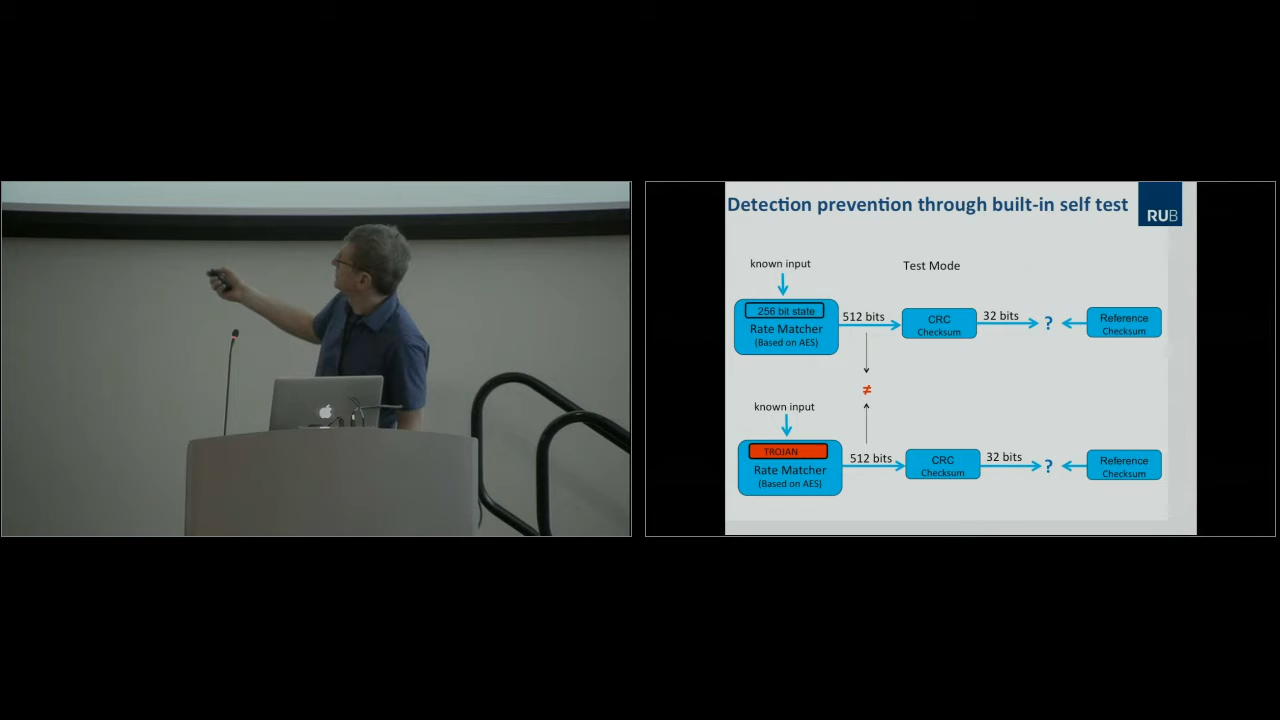 Detection prevention through built-in self test
RUB
known input
Test Mode
256 bit state
Rate Matcher
(Based on AES)
512 bits
CRC
Checksum
32 bits
?
Reference
Checksum
≠
known input
TROJAN
Rate Matcher
(Based on AES)
512 bits
CRC
Checksum
32 bits
?
Reference
Checksum